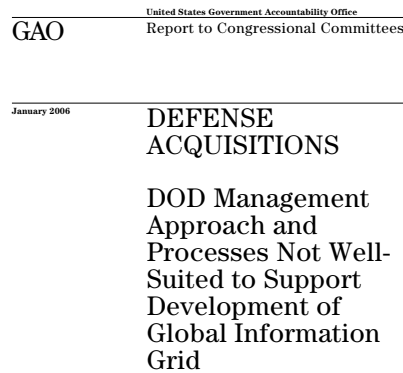 United States Government Accountability Office
GAO
Report to Congressional Committees
January 2006
DEFENSE
ACQUISITIONS
DOD Management
Approach and
Processes Not Well-
Suited to Support
Development of
Global Information
Grid